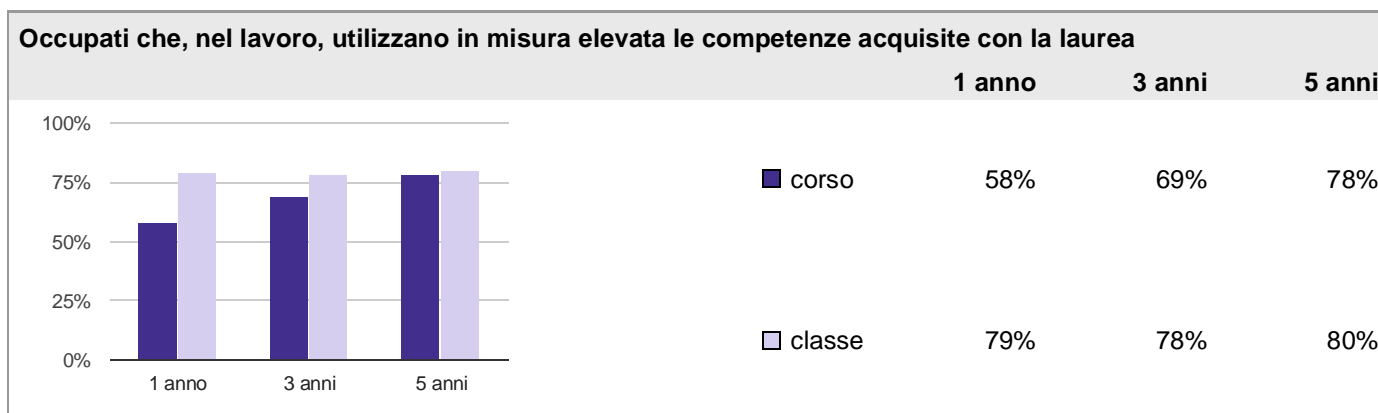 Occupati che, nel lavoro, utilizzano in misura elevata le competenze acquisite con la laurea
1 anno 3 anni 5 anni
100%
75%
50%
25%
0%
1 anno 3 anni 5 anni
corso 58% 69% 78%
classe 79% 78% 80%